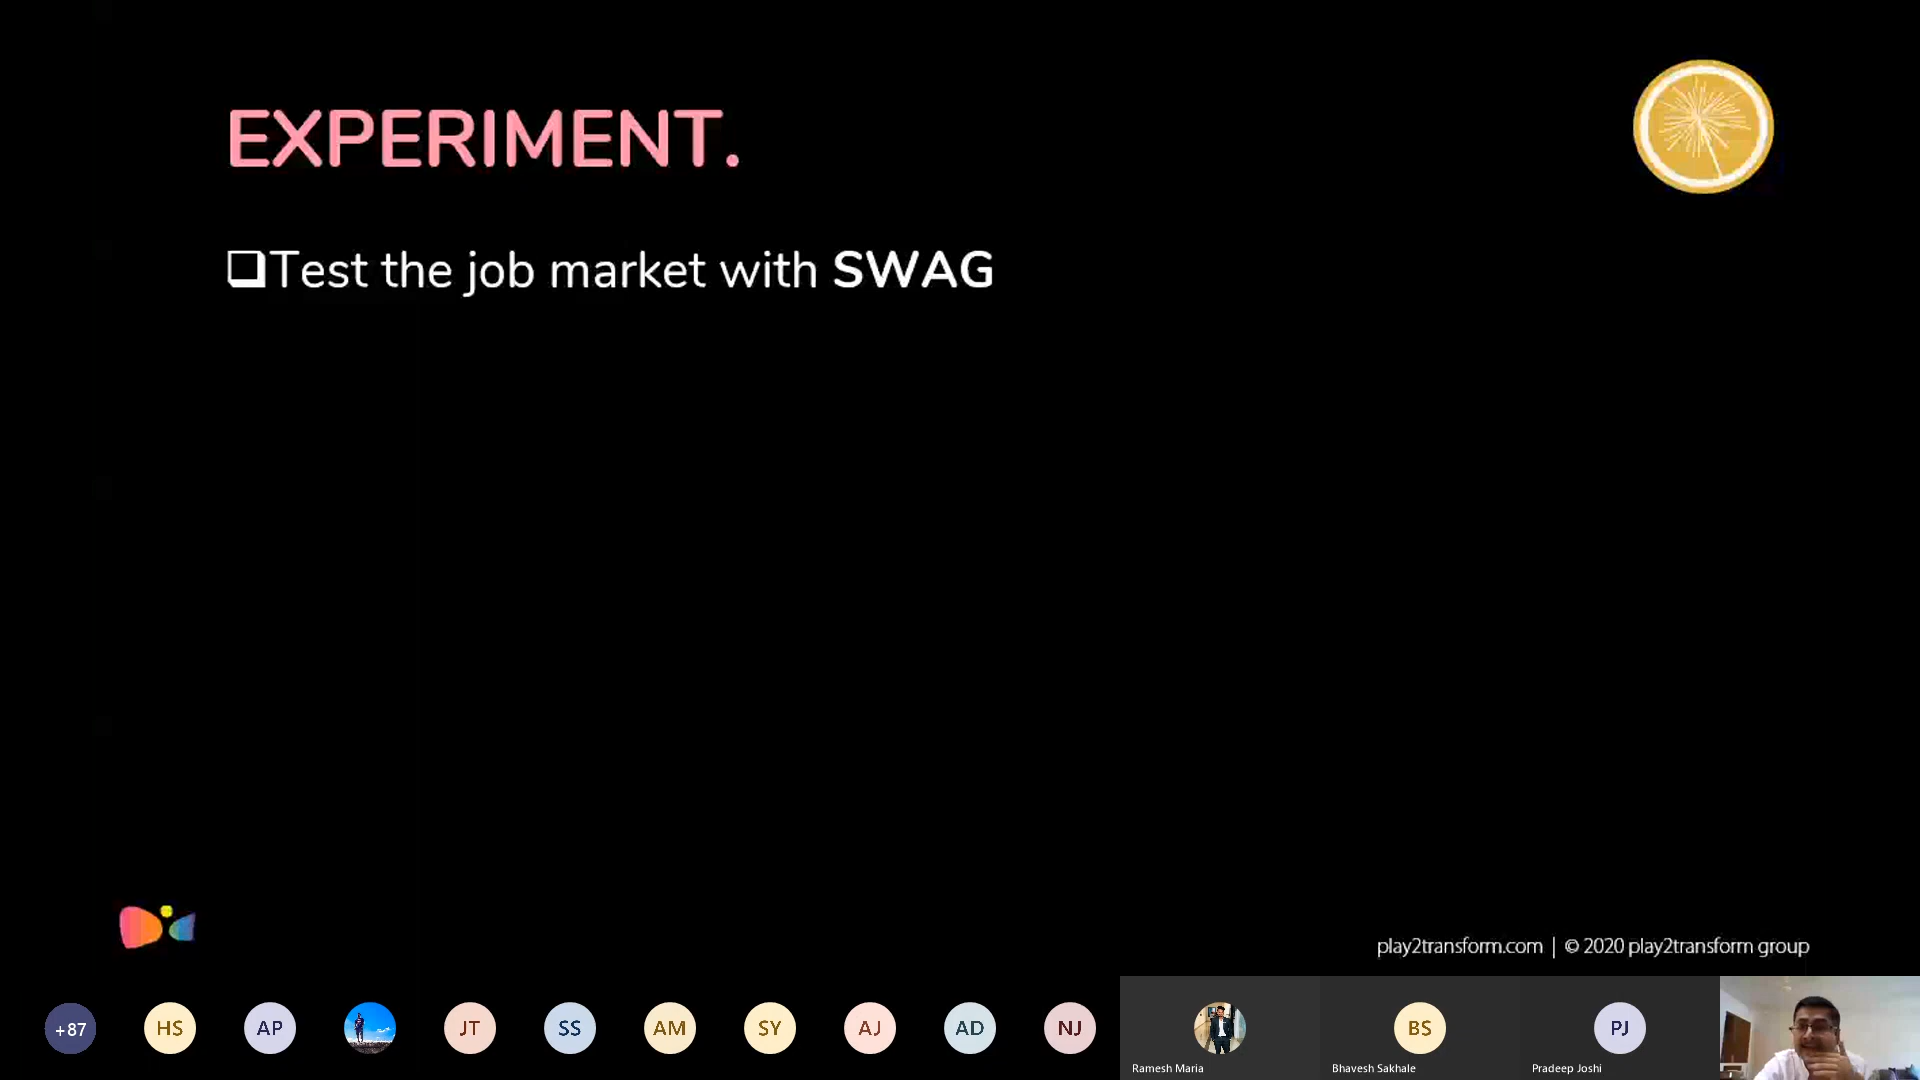 EXPERIMENT.
❑Test the job market with SWAG
play2transform.com | © 2020 play2transform group
+87
HS
AP
JT
SS
AM
SY
AJ
AD
NJ
BS
PJ
Ramesh Maria
Bhavesh Sakhale
Pradeep Joshi